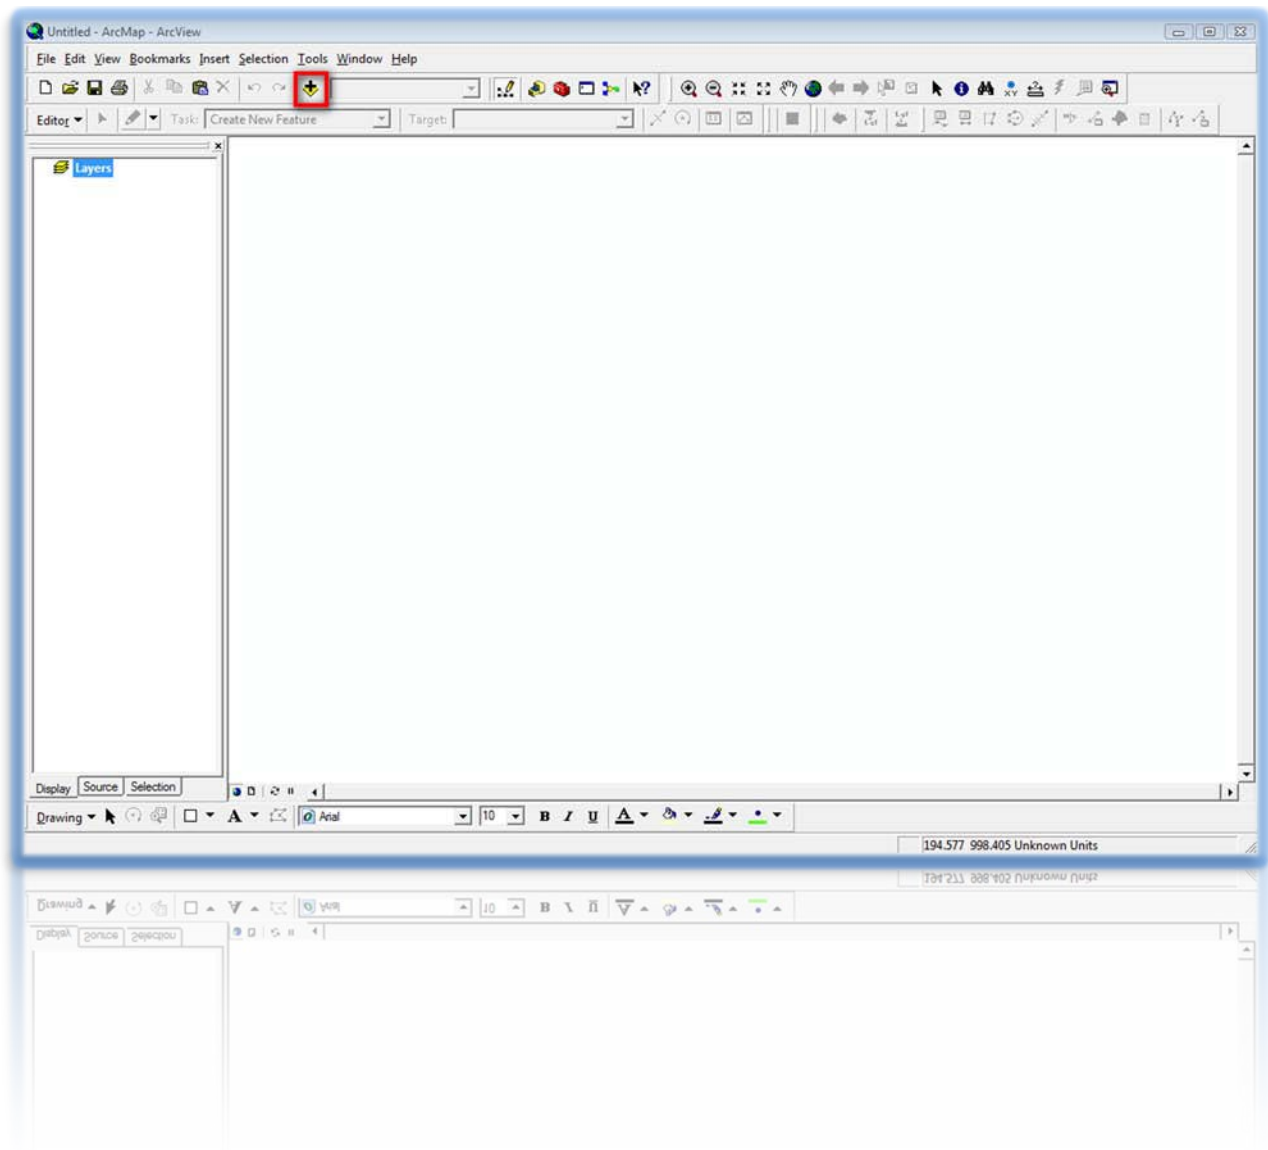 Untitled - ArcMap - ArcView
File Edit View Bookmarks Insert Selection Tools Window Help
Editor Task: Create New Feature Target:
Layers
Display Source Selection
Drawing A Arial 10 B I U A
194.577 998.405 Unknown Units